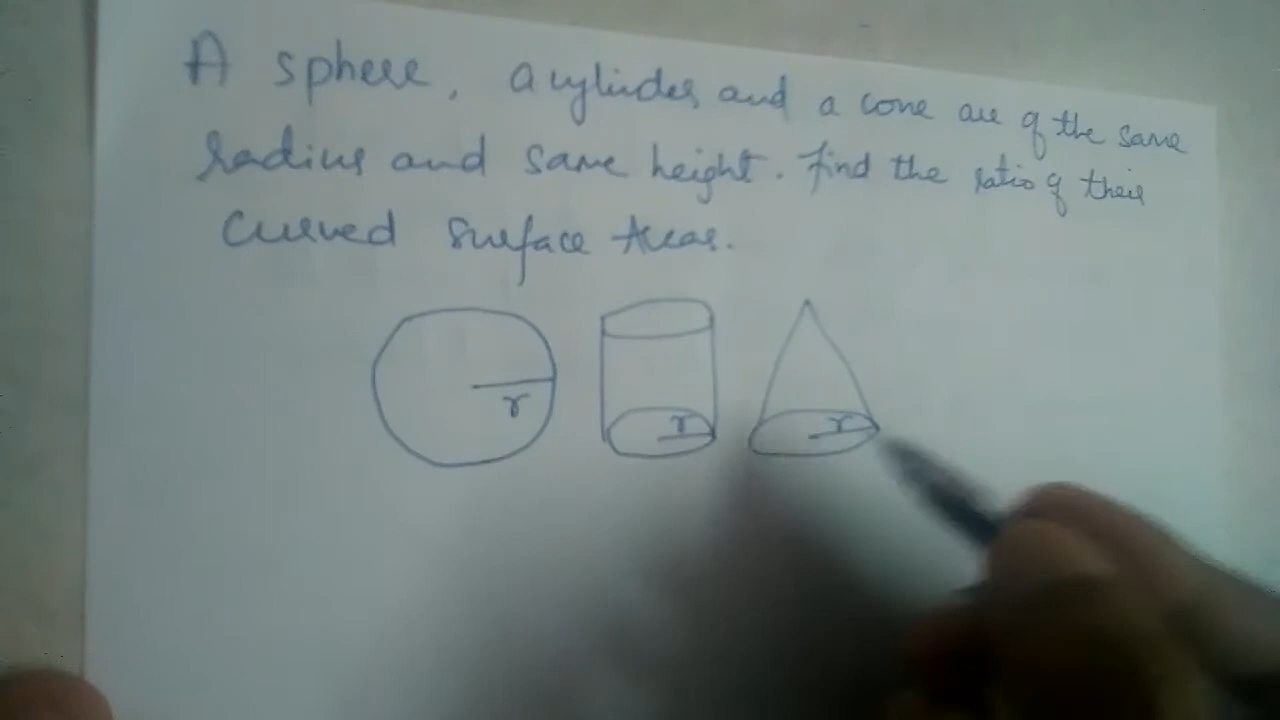 A sphere, a cylinder and a cone are of the same
radius and same height. Find the ratio of their
curved surface Areas.
r r r